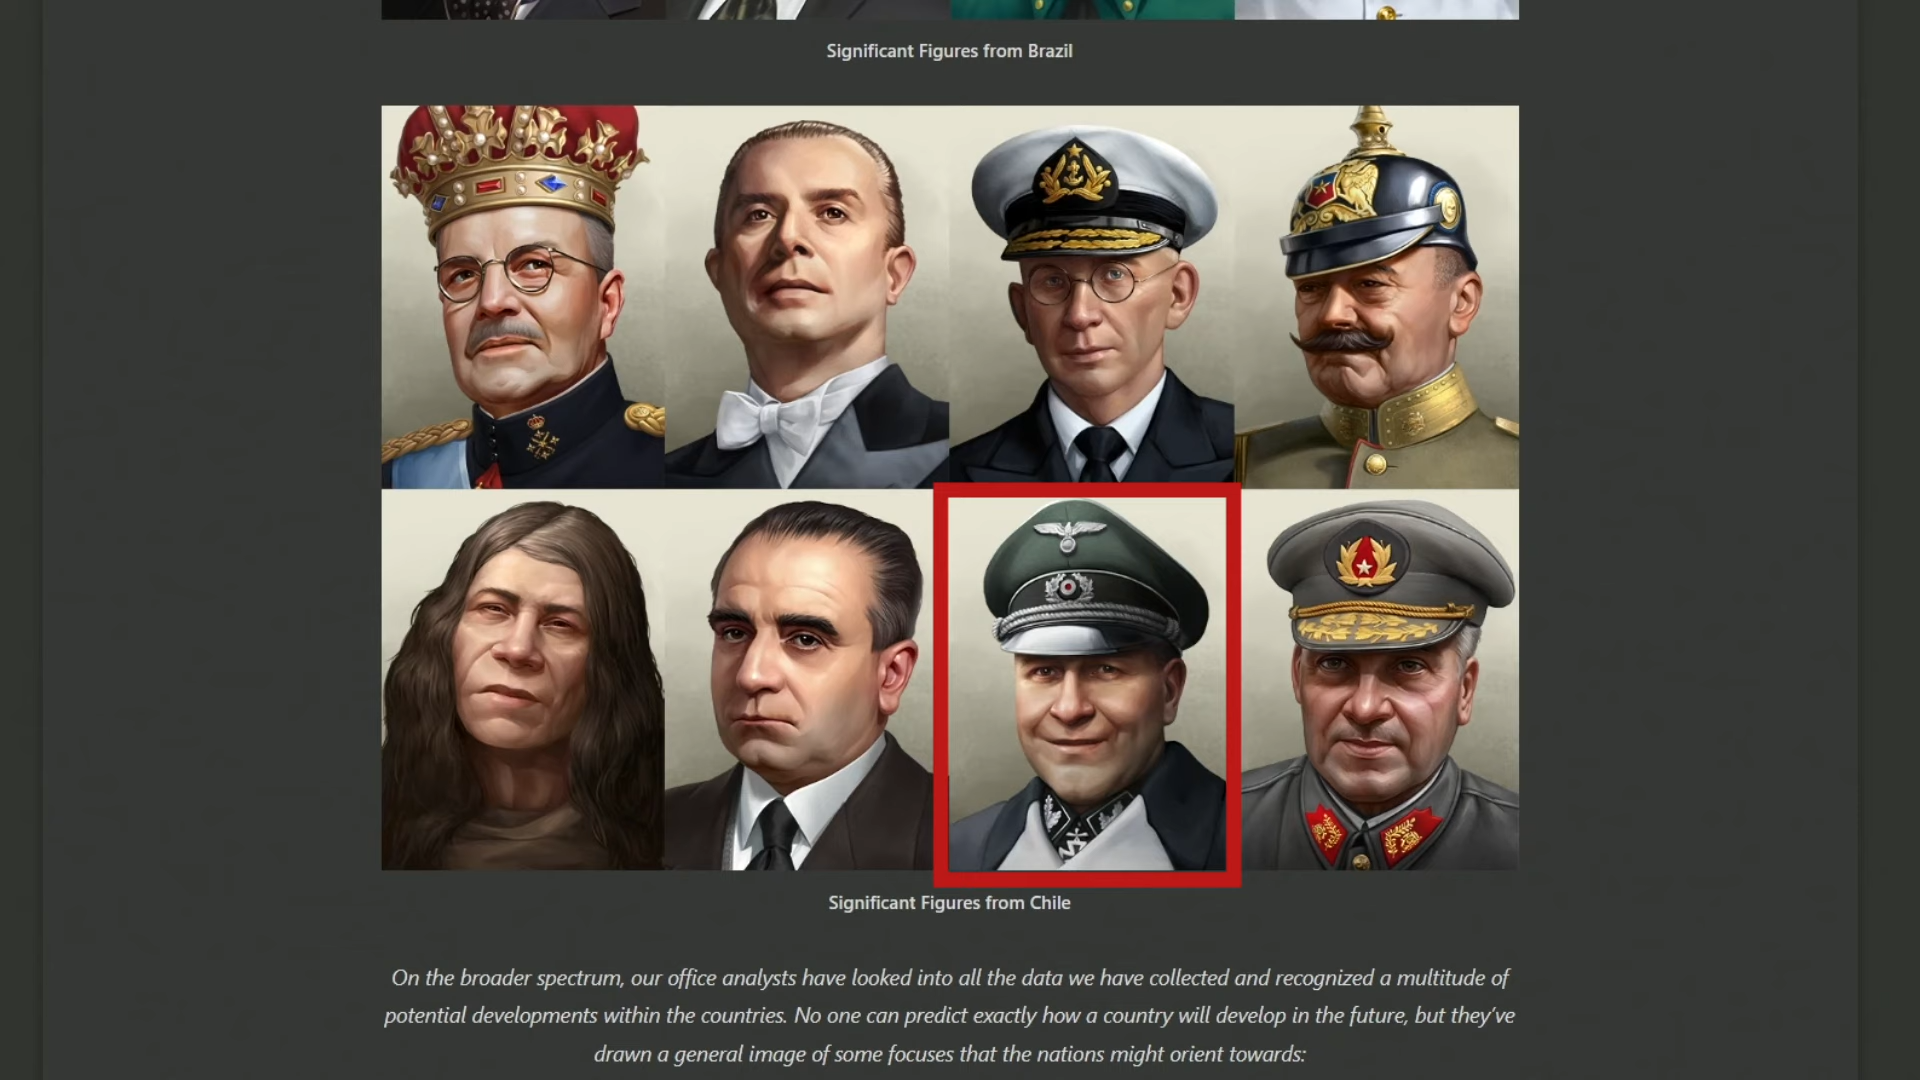 Significant Figures from Brazil
Significant Figures from Chile
On the broader spectrum, our office analysts have looked into all the data we have collected and recognized a multitude of
potential developments within the countries. No one can predict exactly how a country will develop in the future, but they've
drawn a general image of some focuses that the nations might orient towards: